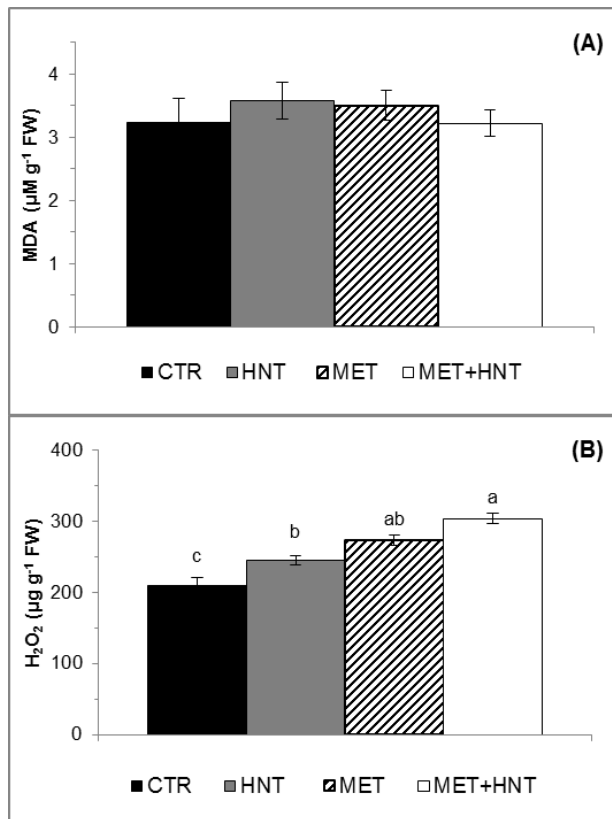 (A)
MDA (µM g-1 FW)
4
3
2
1
0
CTR HNT MET MET+HNT
(B)
H2O2 (µg g-1 FW)
400
300
200
100
0
c b ab a
CTR HNT MET MET+HNT